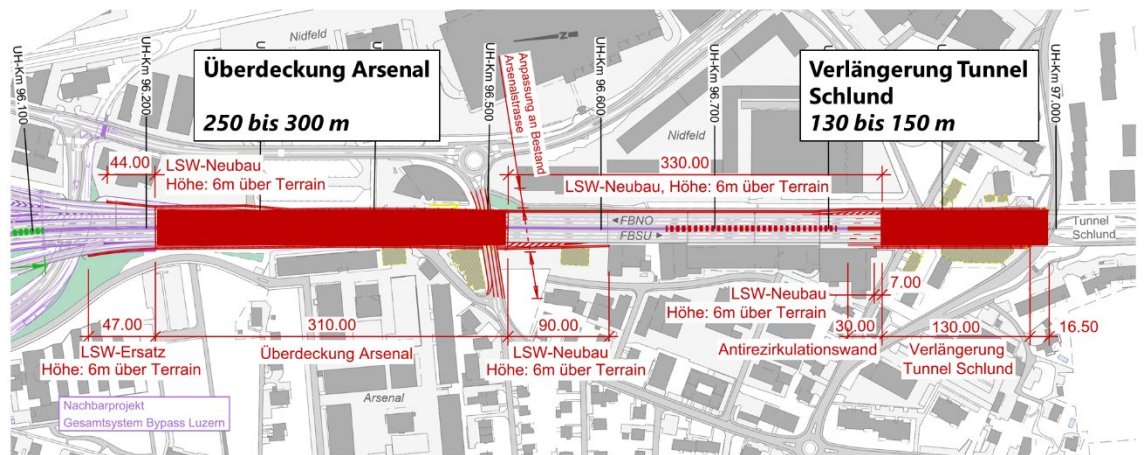 Nidfeld
UH-Km 96.100
UH-Km 96.200
Überdeckung Arsenal
250 bis 300 m
UH-Km 96.500
Anpassung an Bestand
Arsenalstrasse
N
UH-Km 96.600
UH-Km 96.700
Verlängerung Tunnel
Schlund
130 bis 150 m
UH-Km 97.000
Nidfeld
44.00
LSW-Neubau
Höhe: 6m über Terrain
330.00
LSW-Neubau, Höhe: 6m über Terrain
FBNO
FBSU
Tunnel
Schlund
47.00
LSW-Ersatz
Höhe: 6m über Terrain
310.00
Überdeckung Arsenal
90.00
LSW-Neubau
Höhe: 6m über Terrain
LSW-Neubau
Höhe: 6m über Terrain
7.00
30.00
Antirezirkulationswand
130.00
Verlängerung
Tunnel Schlund
16.50
Arsenal
Nachbarprojekt
Gesamtsystem Bypass Luzern